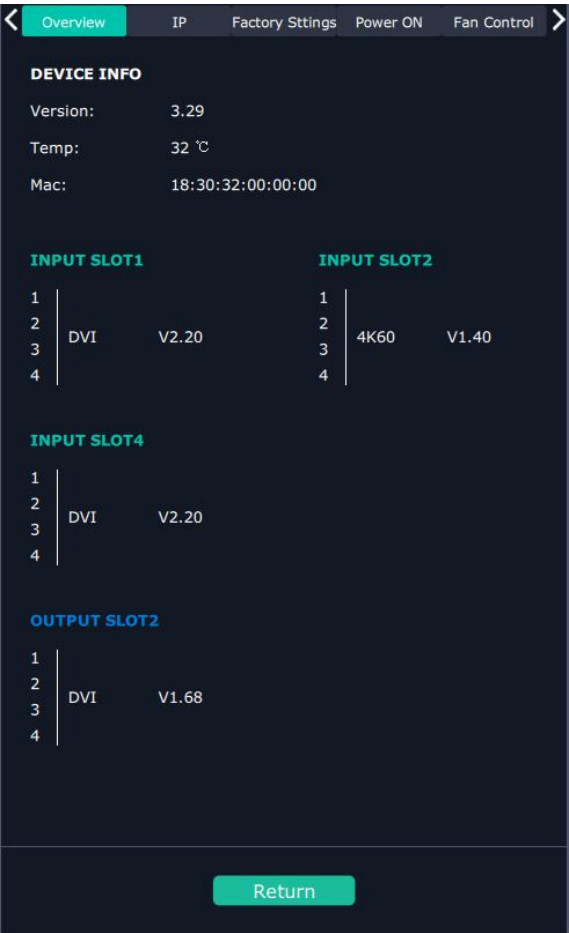 Overview IP Factory Sttings Power ON Fan Control
DEVICE INFO
Version: 3.29
Temp: 32 ℃
Mac: 18:30:32:00:00:00
INPUT SLOT1 INPUT SLOT2
1 1
2 2
DVI V2.20 4K60 V1.40
3 3
4 4
INPUT SLOT4
1
2
DVI V2.20
3
4
OUTPUT SLOT2
1
2
DVI V1.68
3
4
Return